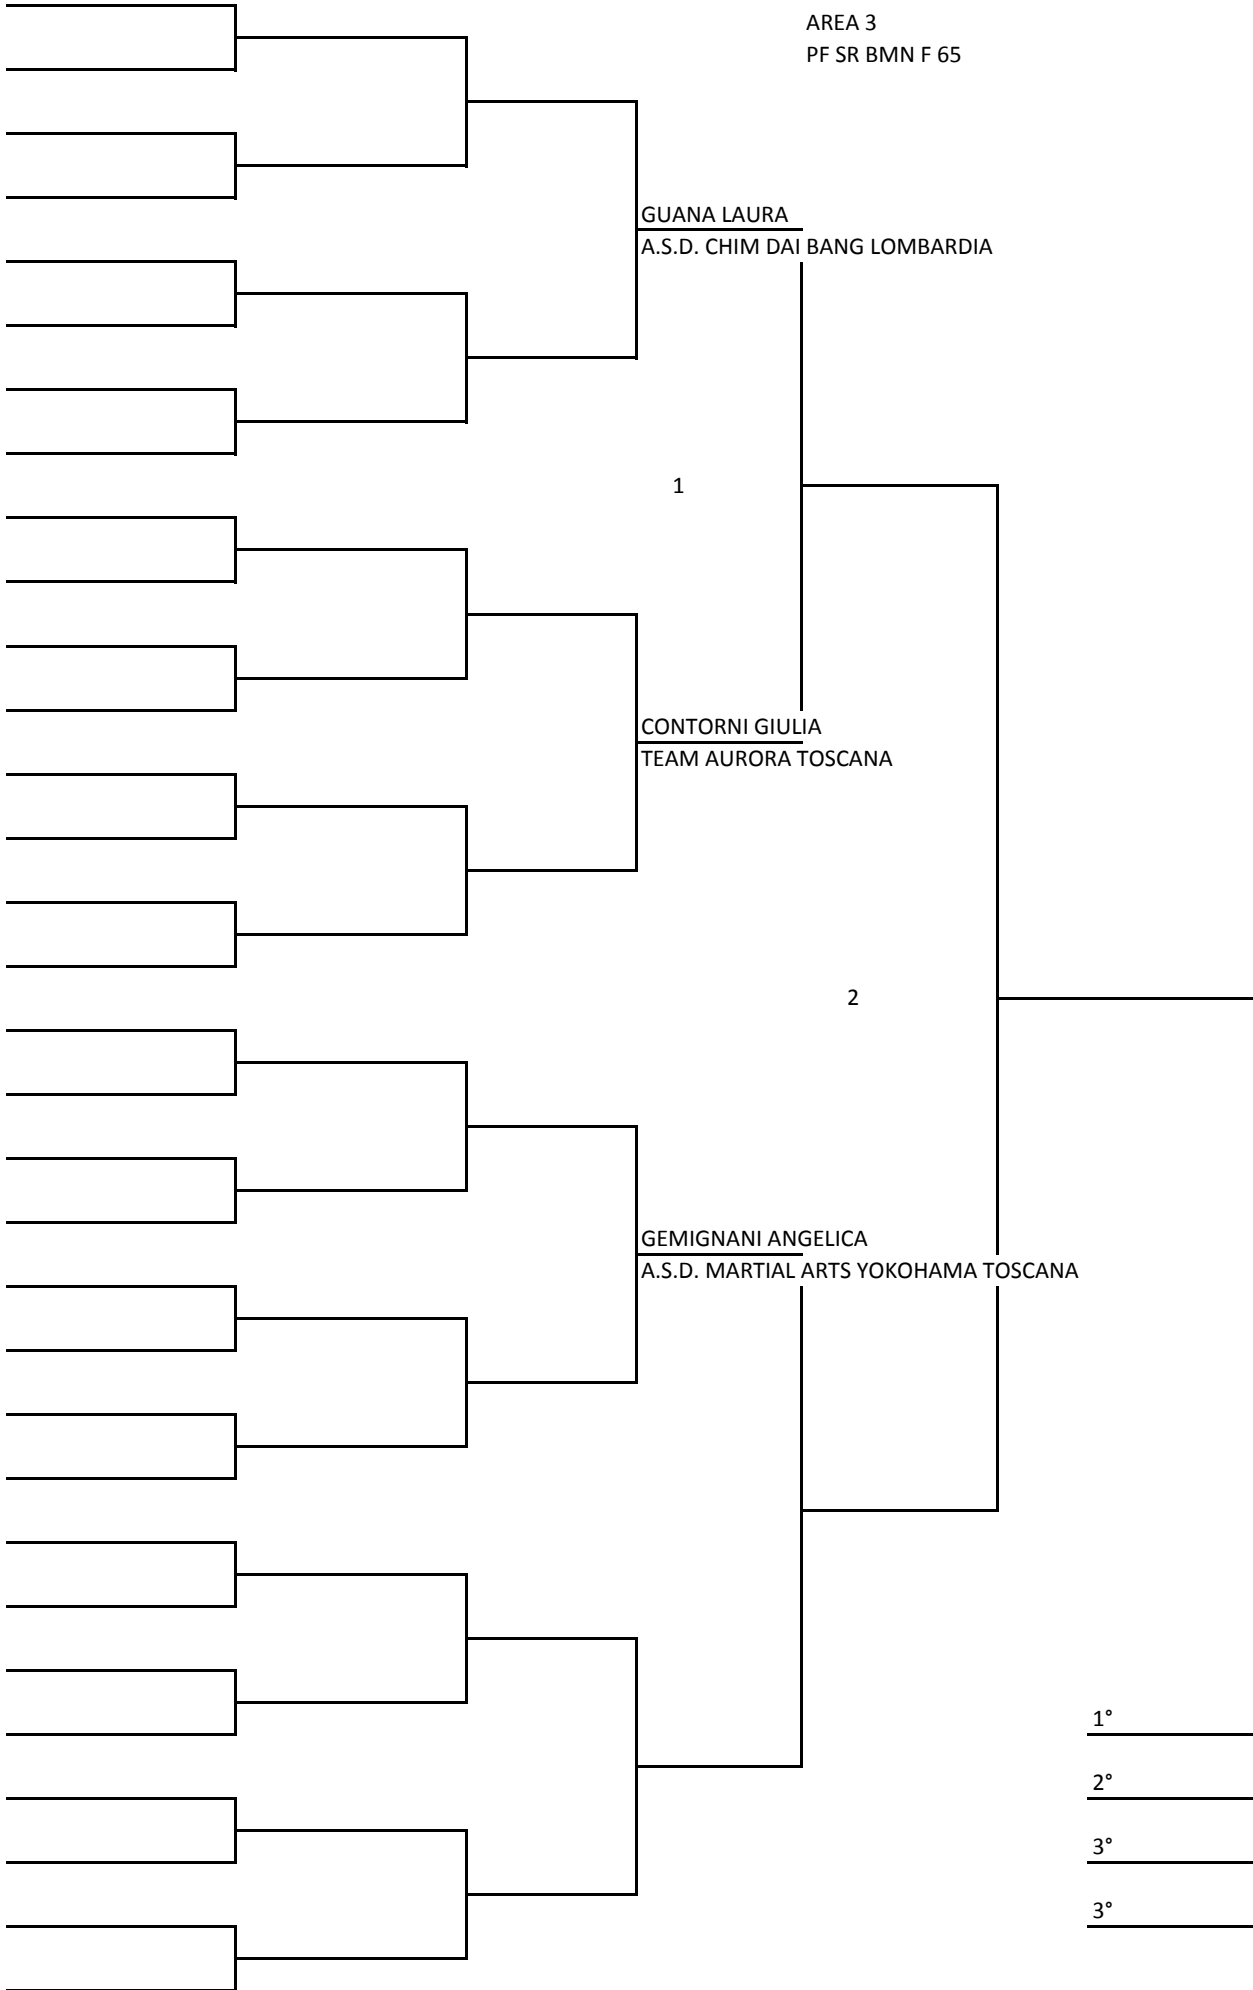 AREA 3
PF SR BMN F 65
GUANA LAURA
A.S.D. CHIM DAI BANG LOMBARDIA
1
CONTORNI GIULIA
TEAM AURORA TOSCANA
2
GEMIGNANI ANGELICA
A.S.D. MARTIAL ARTS YOKOHAMA TOSCANA
1°
2°
3°
3°